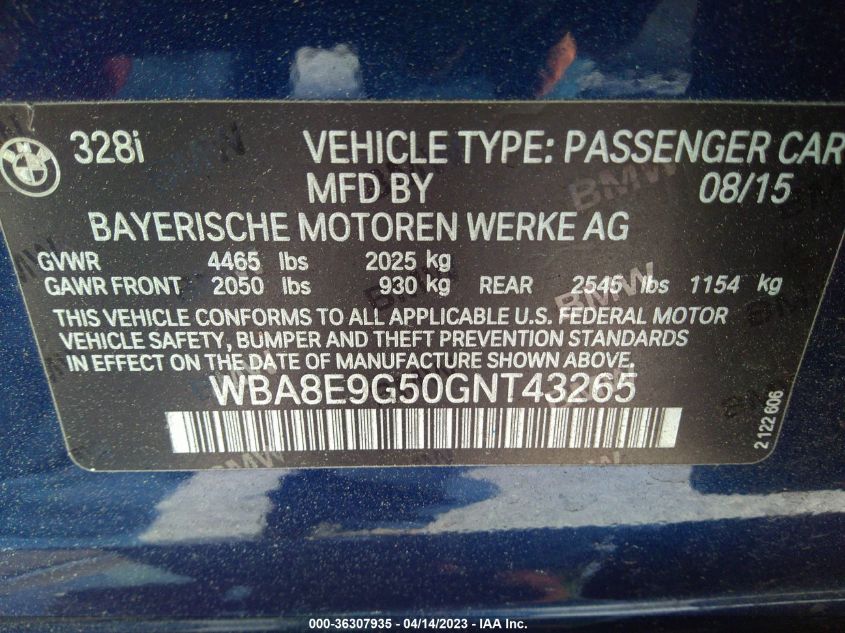 328i VEHICLE TYPE: PASSENGER CAR
MFD BY 08/15
BAYERISCHE MOTOREN WERKE AG
GVWR 4465 lbs 2025 kg
GAWR FRONT 2050 lbs 930 kg REAR 2545 lbs 1154 kg
THIS VEHICLE CONFORMS TO ALL APPLICABLE U.S. FEDERAL MOTOR
VEHICLE SAFETY, BUMPER AND THEFT PREVENTION STANDARDS
IN EFFECT ON THE DATE OF MANUFACTURE SHOWN ABOVE.
WBA8E9G50GNT43265
2 122 606
000-36307935 - 04/14/2023 - © IAA Inc.